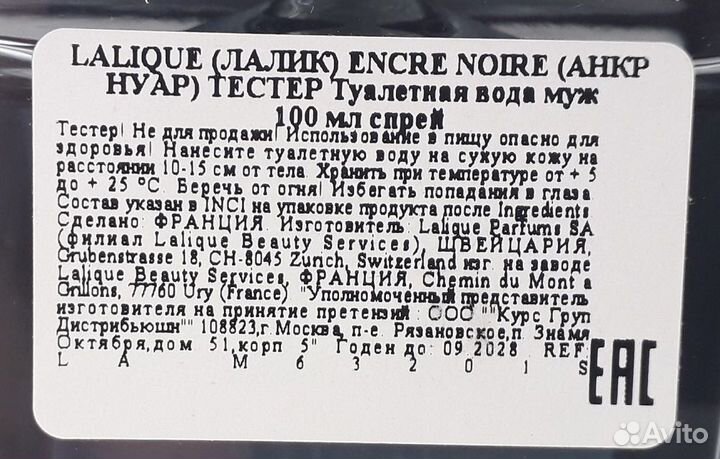 LALIQUE (ЛАЛИК) ENCRE NOIRE (АНКР
НУАР) ТЕСТЕР Туалетная вода муж
100 мл спрей
Тестер! Не для продажи! Использование в пищу опасно для
здоровья! Нанесите туалетную воду на сухую кожу на
расстоянии 10-15 см от тела. Хранить при температуре от + 5
до + 25 °C. Беречь от огня! Избегать попадания в глаза
Состав указан в INCI на упаковке продукта после Ingredients.
Сделано: ФРАНЦИЯ. Изготовитель: Lalique Parfums SA
(филиал Lalique Beauty Services), ШВЕЙЦАРИЯ,
Grubenstrasse 18, CH-8045 Zurich, Switzerland изг. на заводе
Lalique Beauty Services, ФРАНЦИЯ, Chemin du Mont a
Grillons, 77760 Ury (France) "Уполномоченный представитель
изготовителя на принятие претензий : ООО ""Курс Груп
Дистрибьюшн"" 108823,г.Москва, п-е. Рязановское,п. Знамя
Октября,дом 51,корп 5" Годен до: 09.2028 REF:
L A M 6 3 2 0 1 S
EAC
Avito